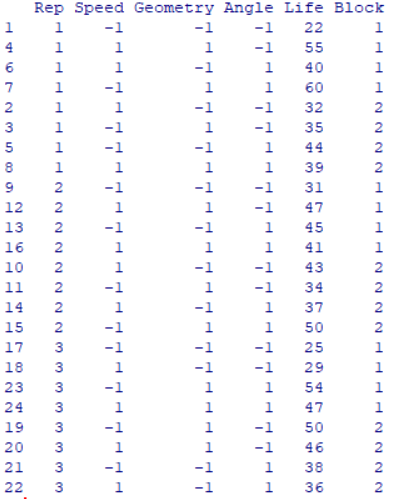 Rep Speed Geometry Angle Life Block
1 1 -1 -1 -1 22 1
4 1 1 1 -1 55 1
6 1 1 -1 1 40 1
7 1 -1 1 1 60 1
2 1 1 -1 -1 32 2
3 1 -1 1 -1 35 2
5 1 -1 -1 1 44 2
8 1 1 1 1 39 2
9 2 -1 -1 -1 31 1
12 2 1 1 -1 47 1
13 2 -1 -1 1 45 1
16 2 1 1 1 41 1
10 2 1 -1 -1 43 2
11 2 -1 1 -1 34 2
14 2 1 -1 1 37 2
15 2 -1 1 1 50 2
17 3 -1 -1 -1 25 1
18 3 1 -1 -1 29 1
23 3 -1 1 1 54 1
24 3 1 1 1 47 1
19 3 -1 1 -1 50 2
20 3 1 1 -1 46 2
21 3 -1 -1 1 38 2
22 3 1 -1 1 36 2